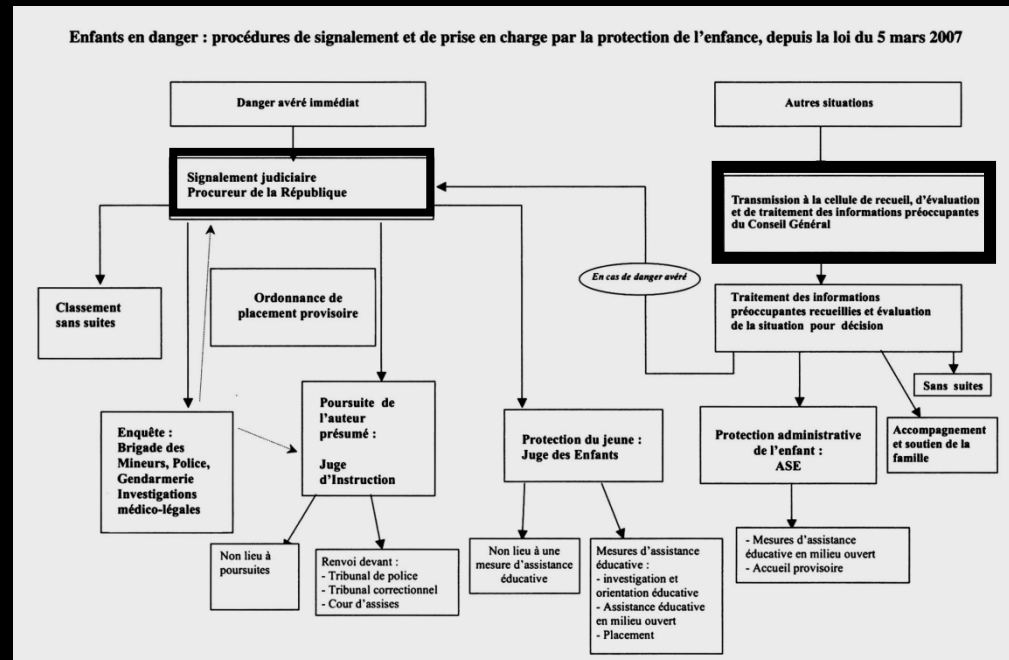 Enfants en danger : procédures de signalement et de prise en charge par la protection de l'enfance, depuis la loi du 5 mars 2007
Danger avéré immédiat
Autres situations
Signalement judiciaire
Procureur de la République
Transmission à la cellule de recueil, d'évaluation
et de traitement des informations préoccupantes
du Conseil Général
En cas de danger avéré
Classement
sans suites
Ordonnance de
placement provisoire
Traitement des informations
préoccupantes recueillies et évaluation
de la situation pour décision
Sans suites
Enquête :
Brigade des
Mineurs, Police,
Gendarmerie
Investigations
médico-légales
Poursuite de
l'auteur
présumé :
Juge
d'Instruction
Protection du jeune :
Juge des Enfants
Protection administrative
de l'enfant :
ASE
Accompagnement
et soutien de la
famille
Non lieu à
poursuites
Renvoi devant :
- Tribunal de police
- Tribunal correctionnel
- Cour d'assises
Non lieu à une
mesure d'assistance
éducative
Mesures d'assistance
éducative :
- investigation et
orientation éducative
- Assistance éducative
en milieu ouvert
- Placement
- Mesures d'assistance
éducative en milieu ouvert
- Accueil provisoire